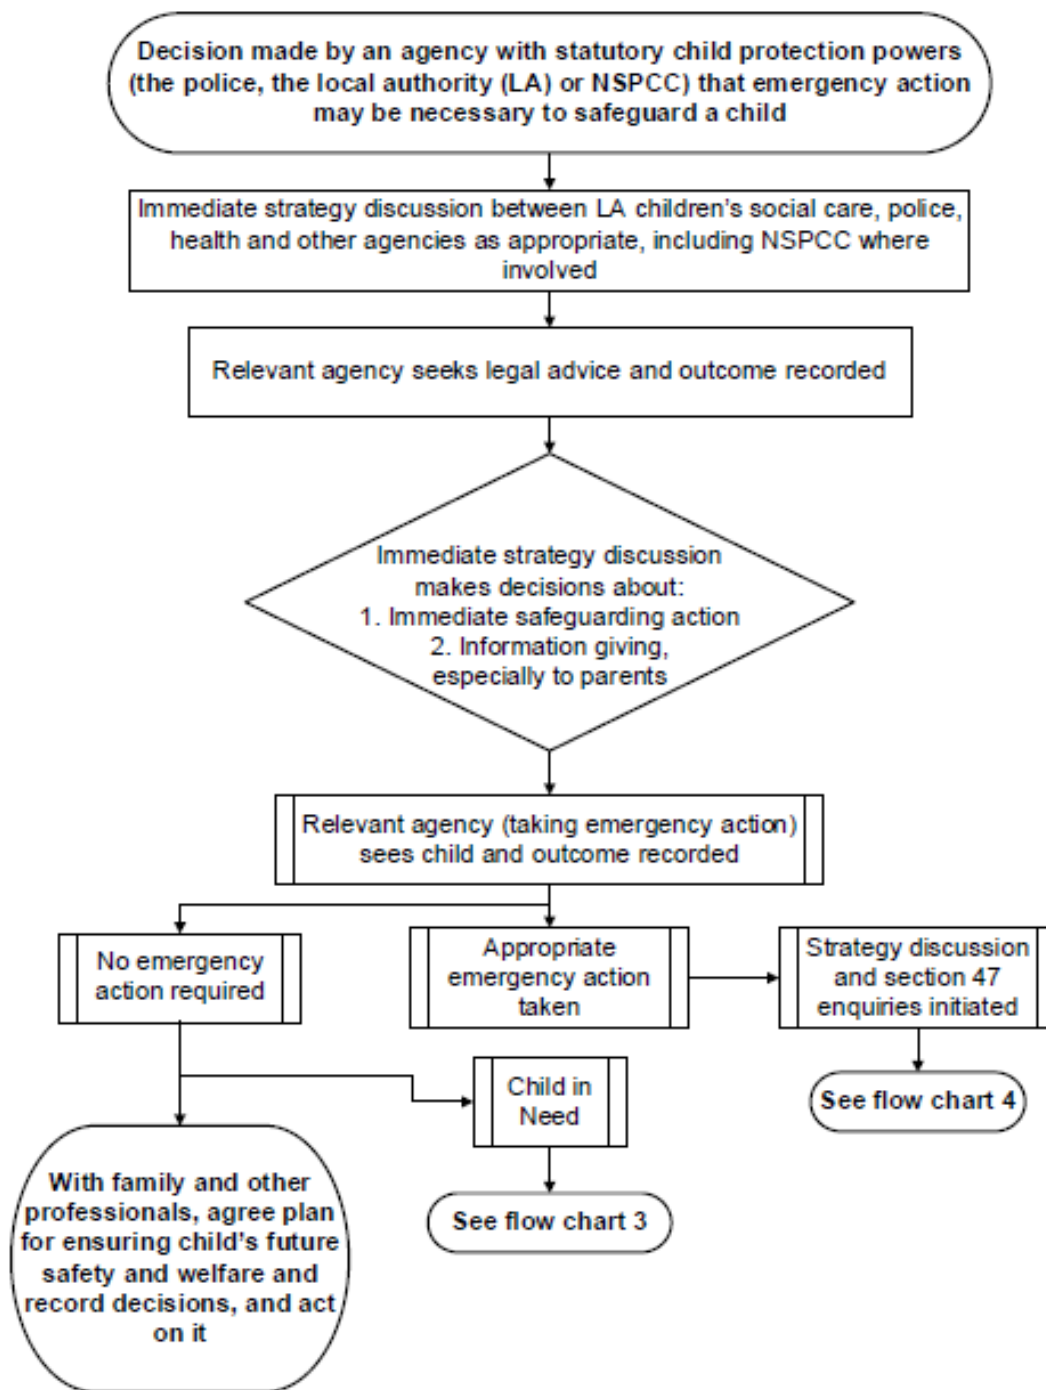 Decision made by an agency with statutory child protection powers
(the police, the local authority (LA) or NSPCC) that emergency action
may be necessary to safeguard a child
Immediate strategy discussion between LA children's social care, police,
health and other agencies as appropriate, including NSPCC where
involved
Relevant agency seeks legal advice and outcome recorded
Immediate strategy discussion
makes decisions about:
1. Immediate safeguarding action
2. Information giving,
especially to parents
Relevant agency (taking emergency action)
sees child and outcome recorded
No emergency
action required
Appropriate
emergency action
taken
Strategy discussion
and section 47
enquiries initiated
Child in
Need
See flow chart 4
With family and other
professionals, agree plan
for ensuring child's future
safety and welfare and
record decisions, and act
on it
See flow chart 3